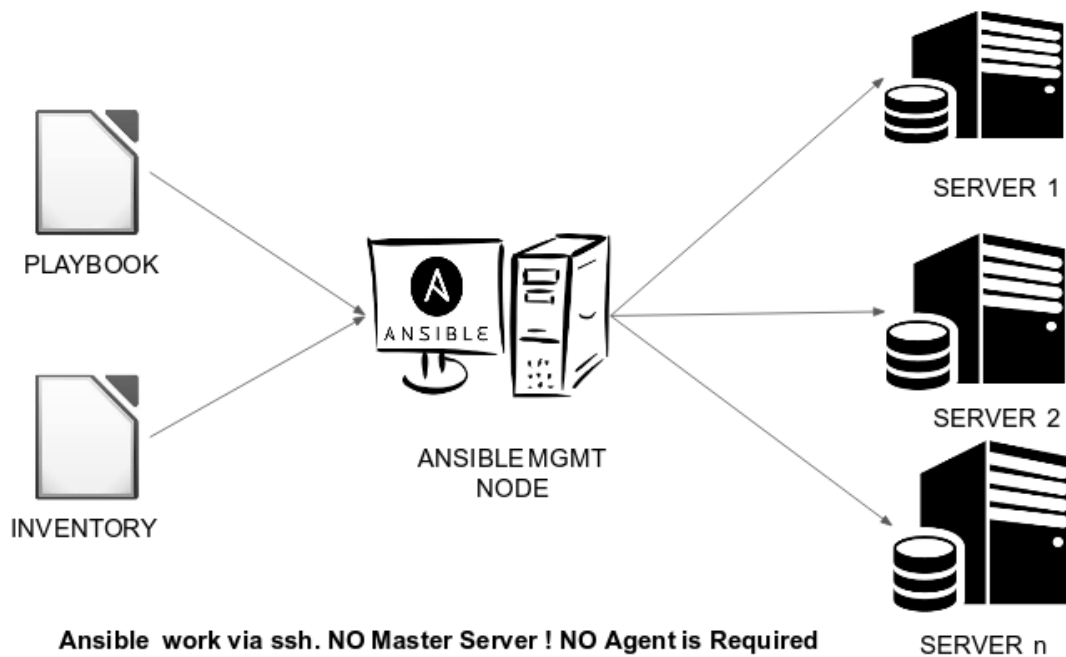 PLAYBOOK
INVENTORY
ANSIBLE
ANSIBLE MGMT
NODE
SERVER 1
SERVER 2
SERVER n
Ansible work via ssh. NO Master Server ! NO Agent is Required